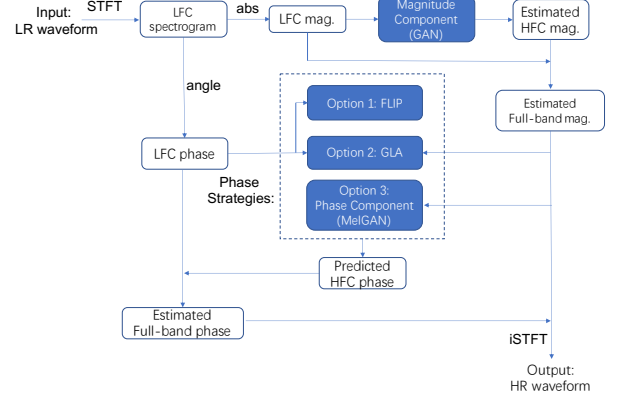 Input:
LR waveform
STFT
LFC
spectrogram
abs
LFC mag.
Magnitude
Component
(GAN)
Estimated
HFC mag.
angle
Option 1: FLIP
Estimated
Full-band mag.
LFC phase
Option 2: GLA
Phase
Strategies:
Option 3:
Phase Component
(MelGAN)
Predicted
HFC phase
Estimated
Full-band phase
iSTFT
Output:
HR waveform